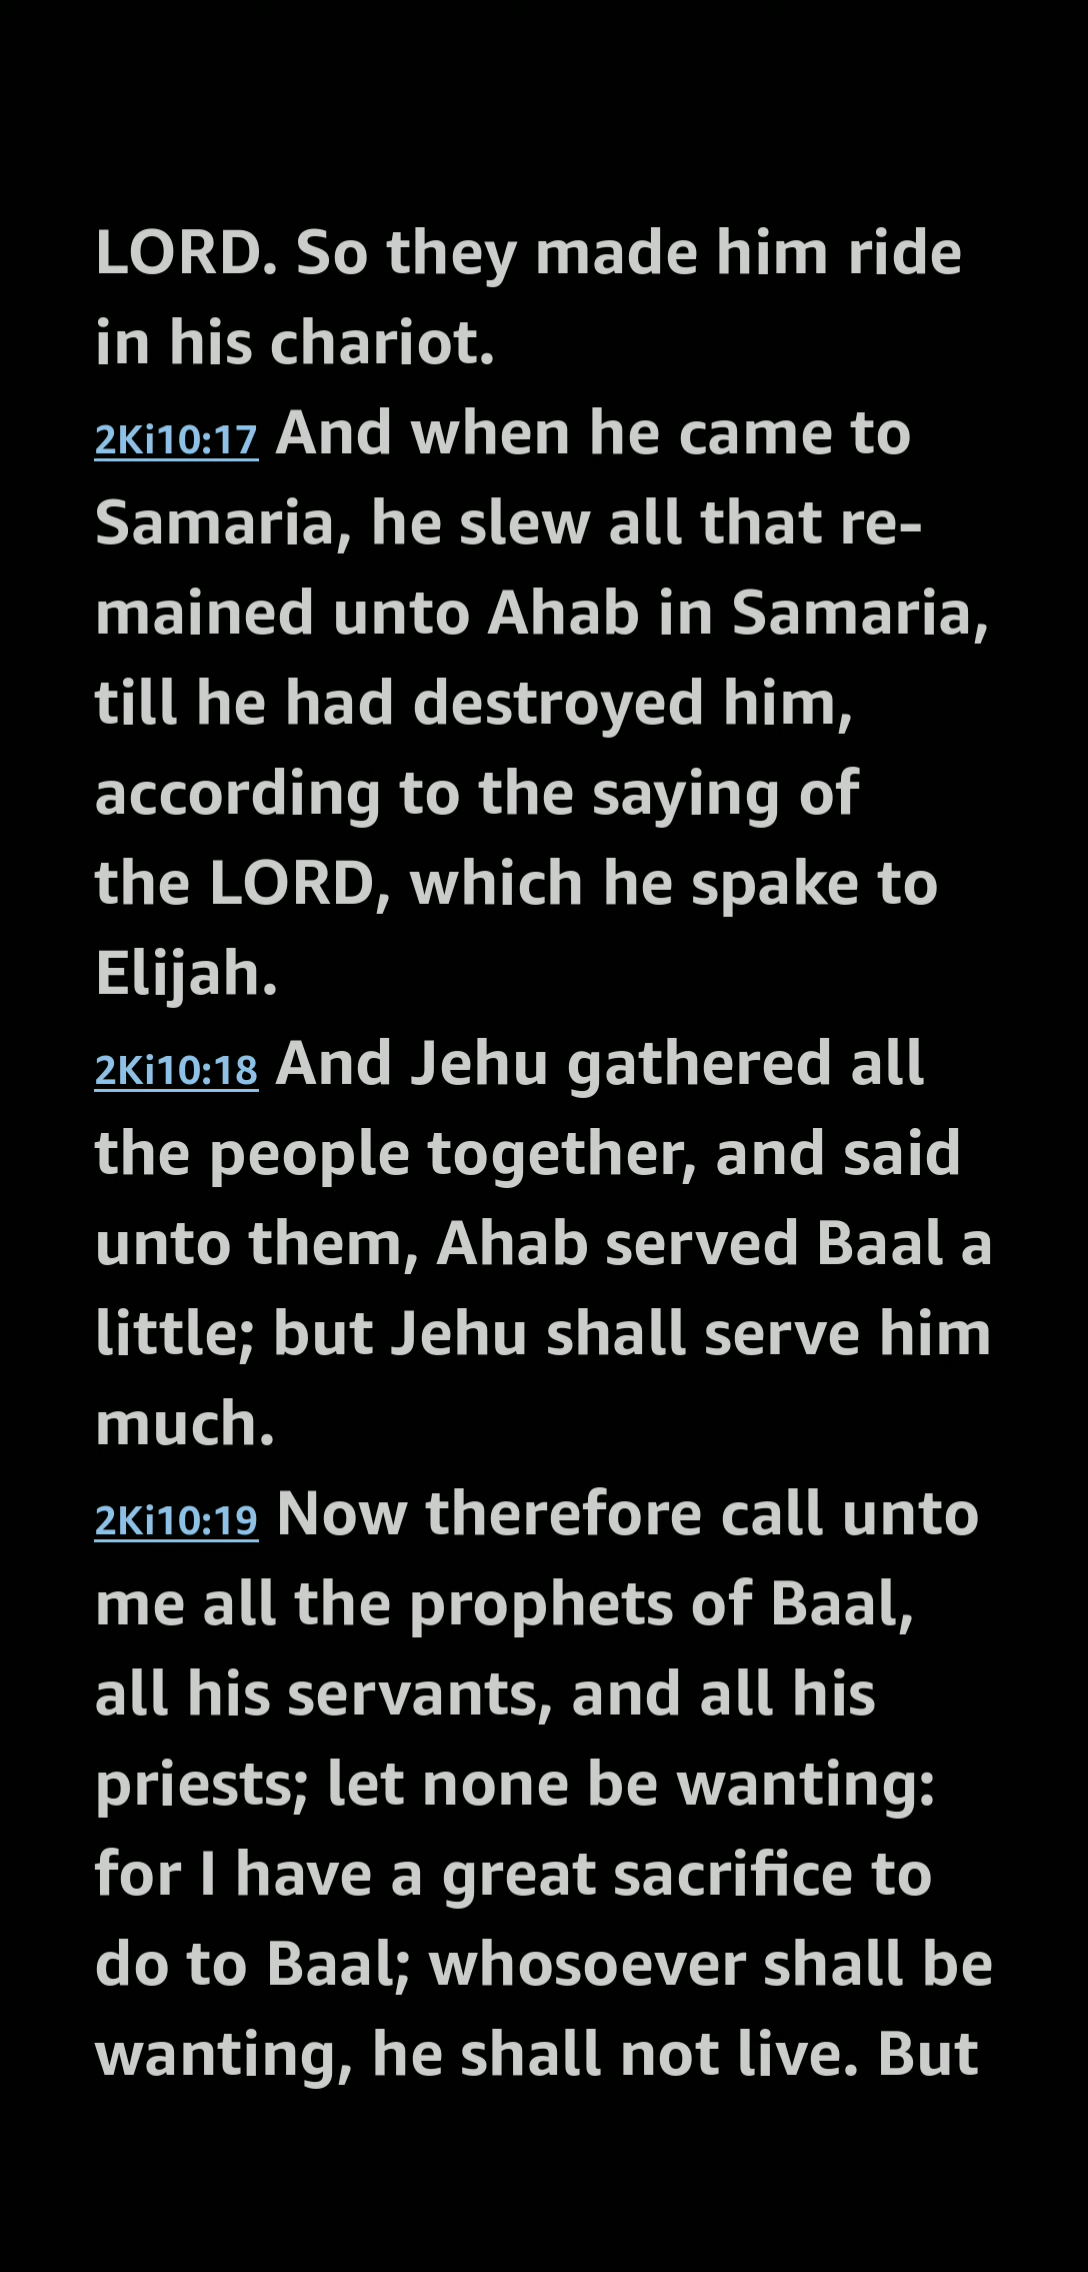 LORD. So they made him ride
in his chariot.
2Ki10:17 And when he came to
Samaria, he slew all that re-
mained unto Ahab in Samaria,
till he had destroyed him,
according to the saying of
the LORD, which he spake to
Elijah.
2Ki10:18 And Jehu gathered all
the people together, and said
unto them, Ahab served Baal a
little; but Jehu shall serve him
much.
2Ki10:19 Now therefore call unto
me all the prophets of Baal,
all his servants, and all his
priests; let none be wanting:
for I have a great sacrifice to
do to Baal; whosoever shall be
wanting, he shall not live. But